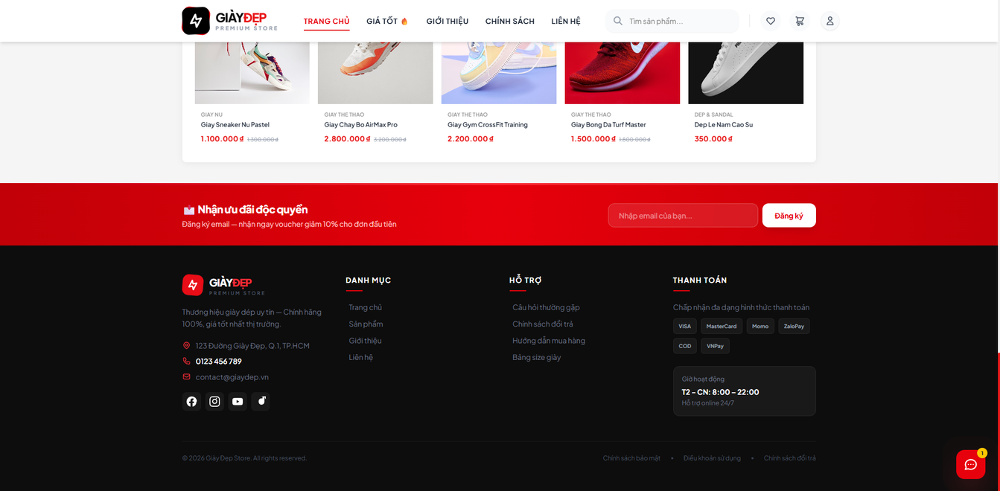 GIÀYĐẸP
PREMIUM STORE
TRANG CHỦ
GIÁ TỐT
GIỚI THIỆU
CHÍNH SÁCH
LIÊN HỆ
Tìm sản phẩm...
GIAY NU
Giay Sneaker Nu Pastel
1.100.000 ₫ 1.300.000 ₫
GIAY THE THAO
Giay Chay Bo AirMax Pro
2.800.000 ₫ 3.200.000 ₫
GIAY THE THAO
Giay Gym CrossFit Training
2.200.000 ₫
GIAY THE THAO
Giay Bong Da Turf Master
1.500.000 ₫ 1.800.000 ₫
DEP & SANDAL
Dep Le Nam Cao Su
350.000 ₫
Nhận ưu đãi độc quyền
Đăng ký email — nhận ngay voucher giảm 10% cho đơn đầu tiên
Nhập email của bạn...
Đăng ký
GIÀYĐẸP
PREMIUM STORE
Thương hiệu giày dép uy tín — Chính hãng
100%, giá tốt nhất thị trường.
123 Đường Giày Đẹp, Q.1, TP.HCM
0123 456 789
contact@giaydep.vn
DANH MỤC
Trang chủ
Sản phẩm
Giới thiệu
Liên hệ
HỖ TRỢ
Câu hỏi thường gặp
Chính sách đổi trả
Hướng dẫn mua hàng
Bảng size giày
THANH TOÁN
Chấp nhận đa dạng hình thức thanh toán
VISA
MasterCard
Momo
ZaloPay
COD
VNPay
Giờ hoạt động
T2 – CN: 8:00 – 22:00
Hỗ trợ online 24/7
© 2026 Giày Đẹp Store. All rights reserved.
Chính sách bảo mật • Điều khoản sử dụng • Chính sách đổi trả
1